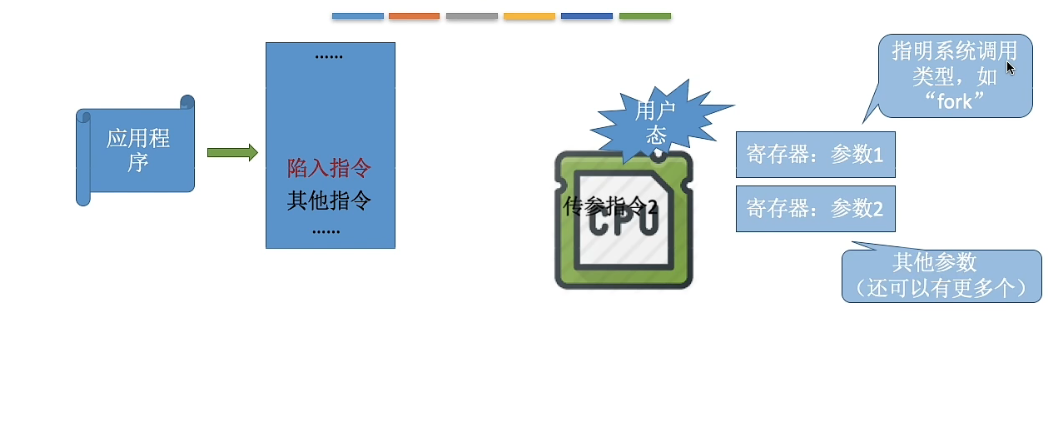 指明系统调用
类型，如
“fork”
……
用户
态
应用程
序
陷入指令
其他指令
……
寄存器：参数1
寄存器：参数2
传参指令2
CPU
其他参数
（还可以有更多个）